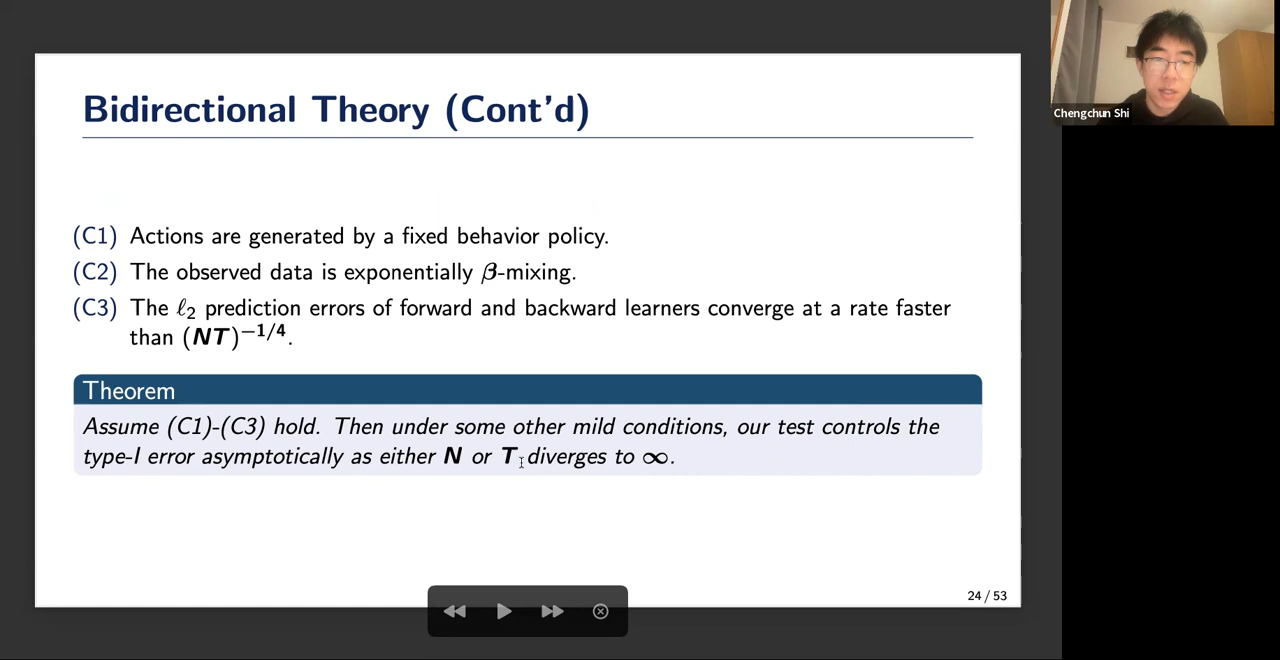 Bidirectional Theory (Cont'd)
(C1) Actions are generated by a fixed behavior policy.
(C2) The observed data is exponentially β-mixing.
(C3) The ℓ₂ prediction errors of forward and backward learners converge at a rate faster
than (NT)^{−1/4}.
Theorem
Assume (C1)-(C3) hold. Then under some other mild conditions, our test controls the
type-I error asymptotically as either N or T diverges to ∞.
24 / 53
Chengchun Shi